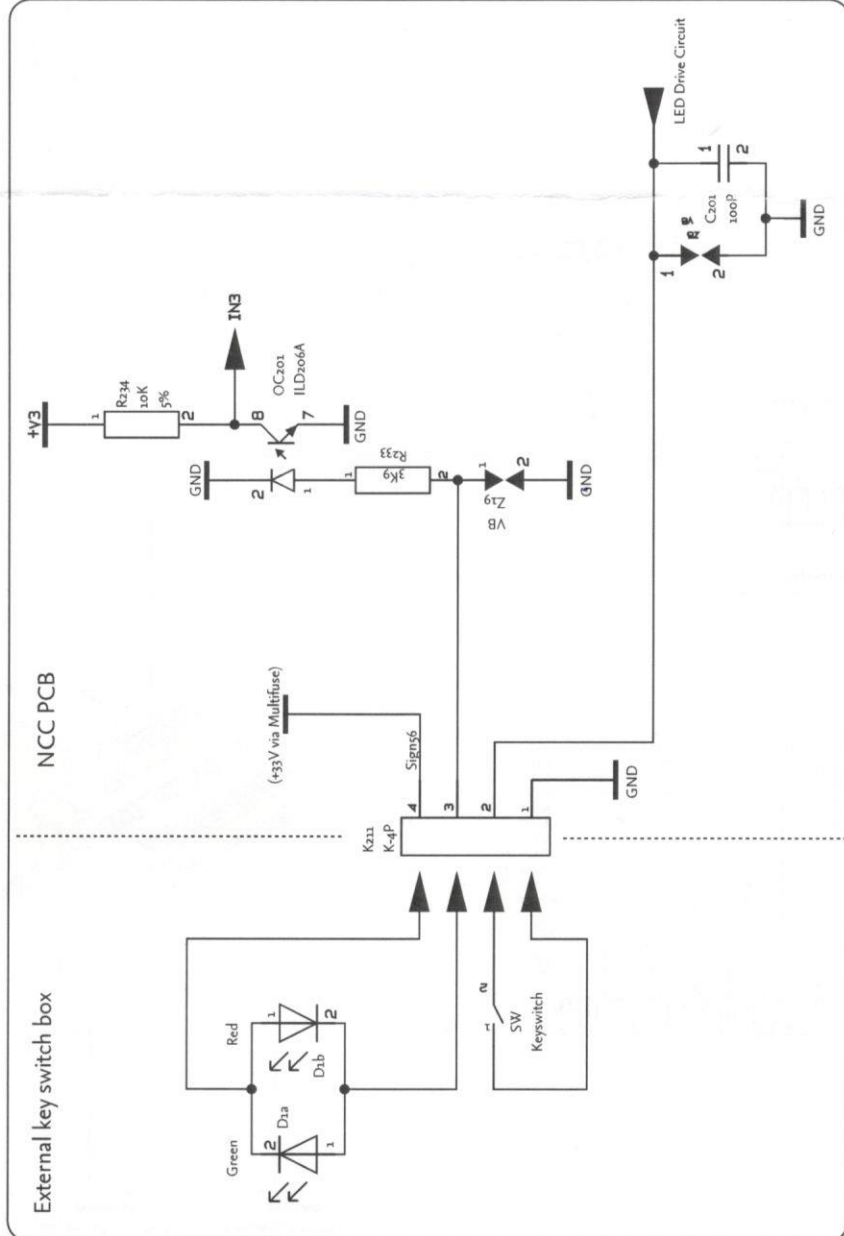 External key switch box
NCC PCB
Green
Red
2
D1a
1
1
D1b
2
1
2
SW
Keyswitch
K211
K-4P
4
3
2
1
Sign56
(+33V via Multifuse)
GND
+V3
1
R234
10K
5%
2
IN3
8
OC201
ILD206A
7
GND
GND
2
1
1
3K9
R233
2
1
Z19
VB
2
GND
LED Drive Circuit
1
2
C201
100P
1
2
GND